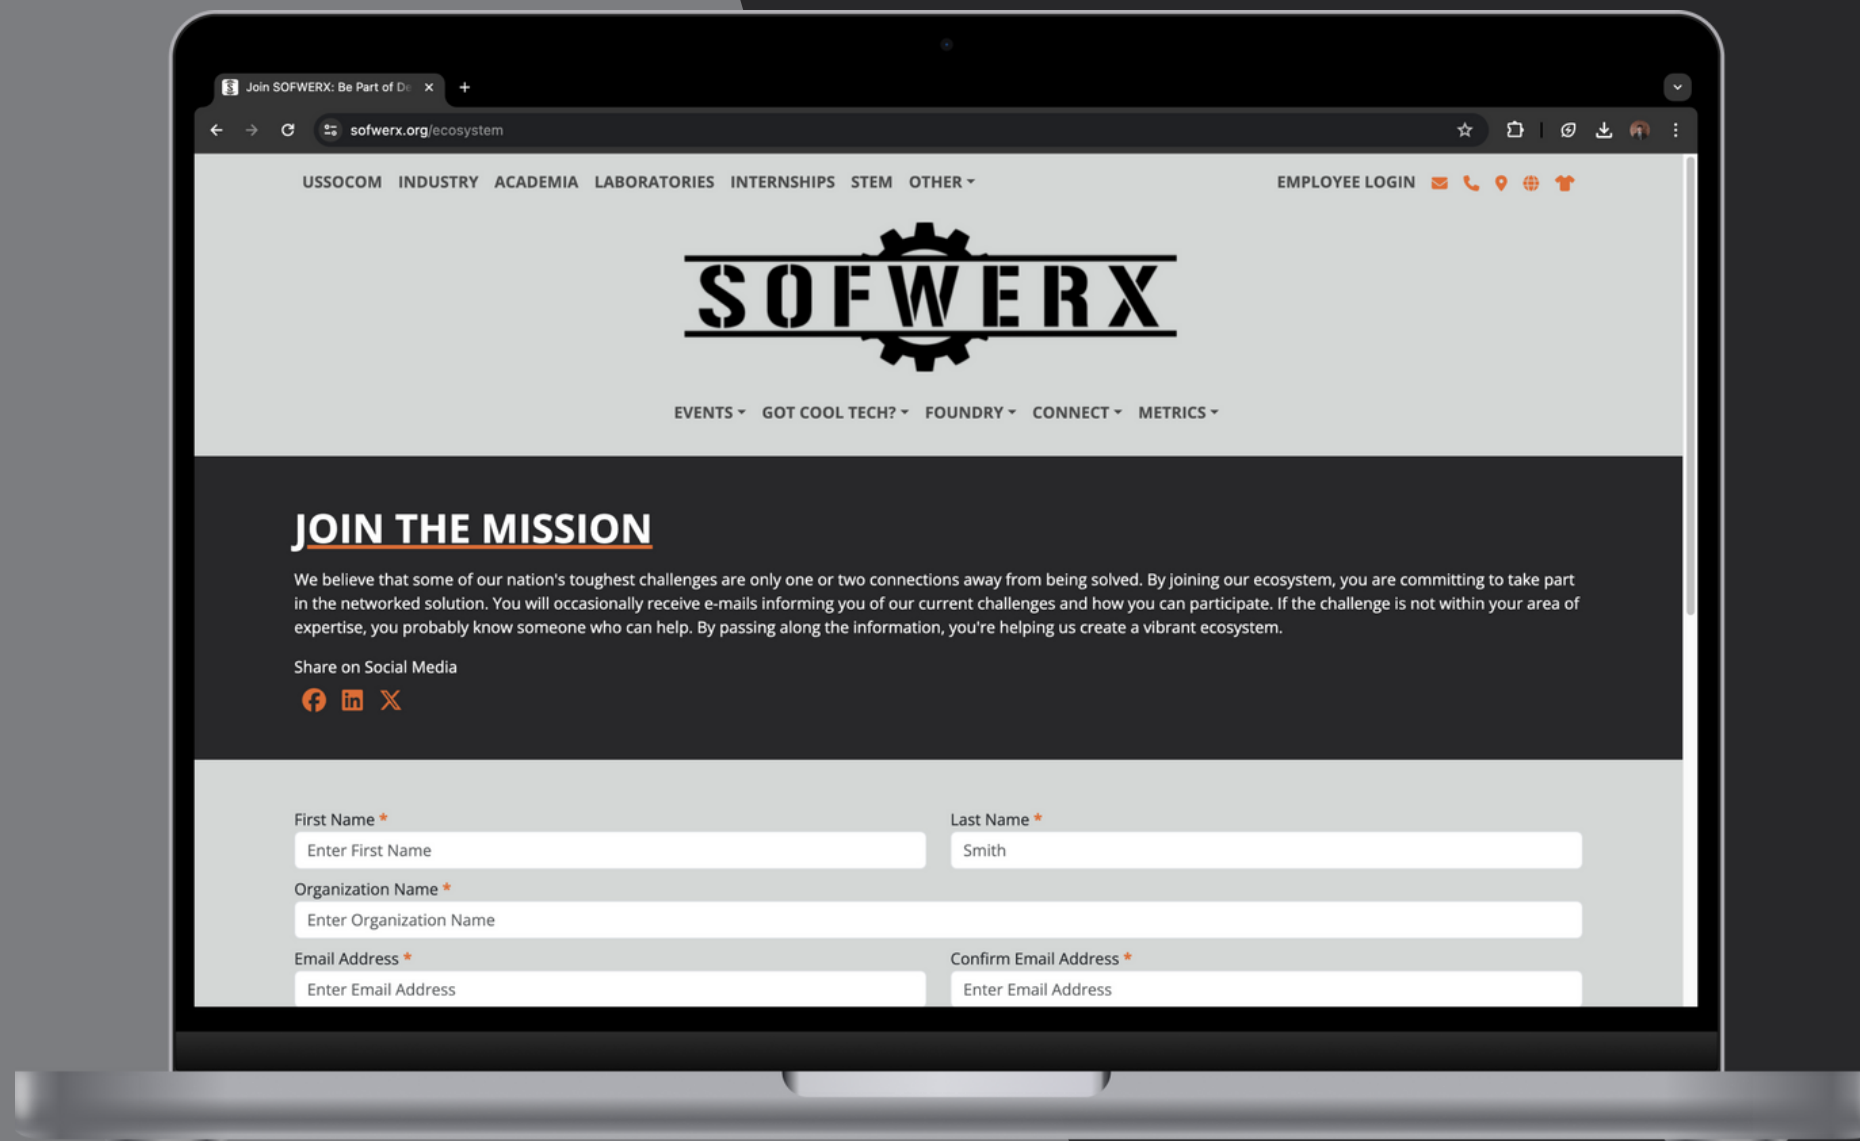 Join SOFWERX: Be Part of De
sofwerx.org/ecosystem
USSOCOM INDUSTRY ACADEMIA LABORATORIES INTERNSHIPS STEM OTHER
EMPLOYEE LOGIN
SOFWERX
EVENTS GOT COOL TECH? FOUNDRY CONNECT METRICS
JOIN THE MISSION
We believe that some of our nation's toughest challenges are only one or two connections away from being solved. By joining our ecosystem, you are committing to take part
in the networked solution. You will occasionally receive e-mails informing you of our current challenges and how you can participate. If the challenge is not within your area of
expertise, you probably know someone who can help. By passing along the information, you're helping us create a vibrant ecosystem.
Share on Social Media
First Name *
Enter First Name
Last Name *
Smith
Organization Name *
Enter Organization Name
Email Address *
Enter Email Address
Confirm Email Address *
Enter Email Address